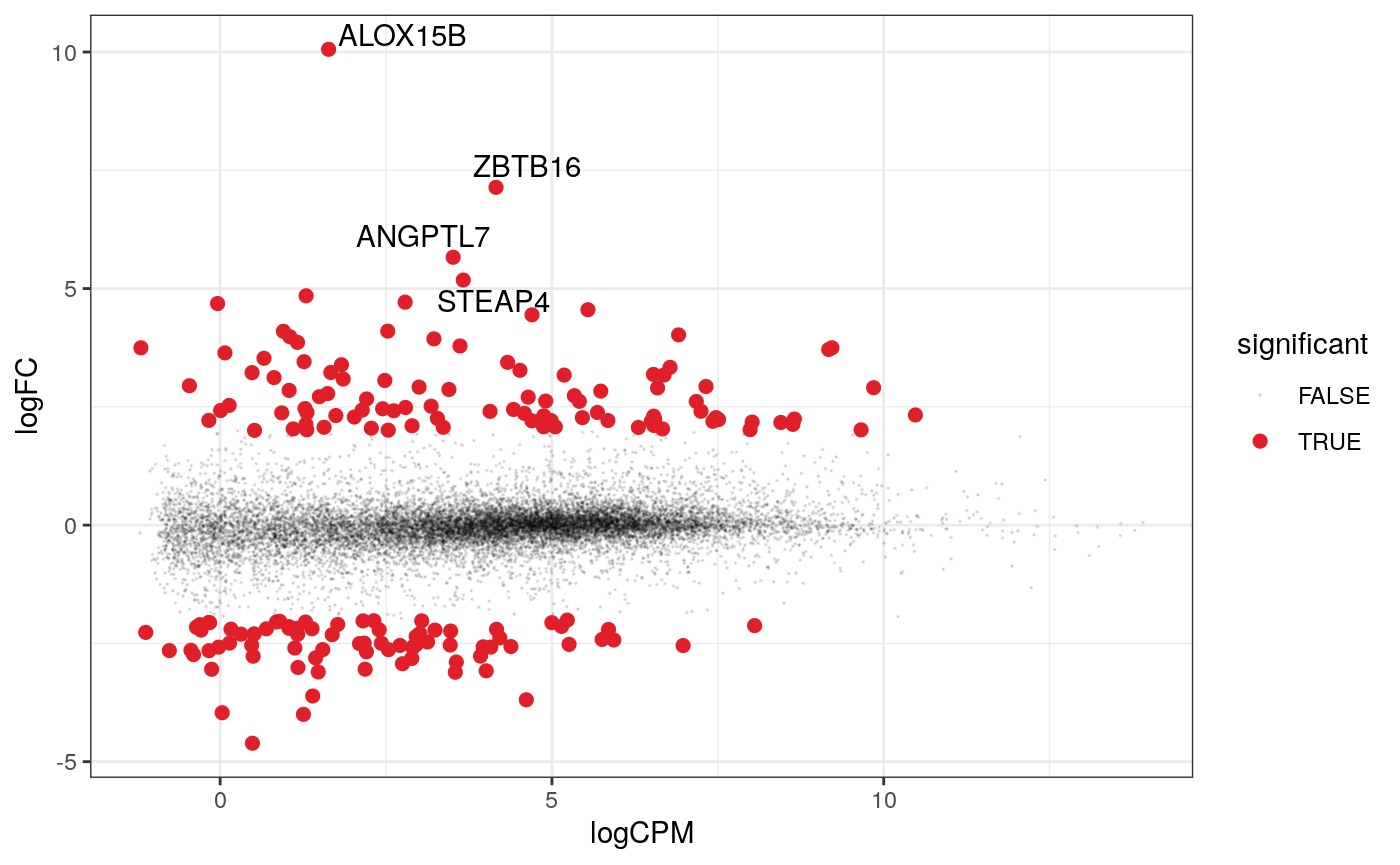 ALOX15B
10
ZBTB16
ANGPTL7
5
STEAP4
0
-5
logFC
0
5
10
logCPM
significant
FALSE
TRUE